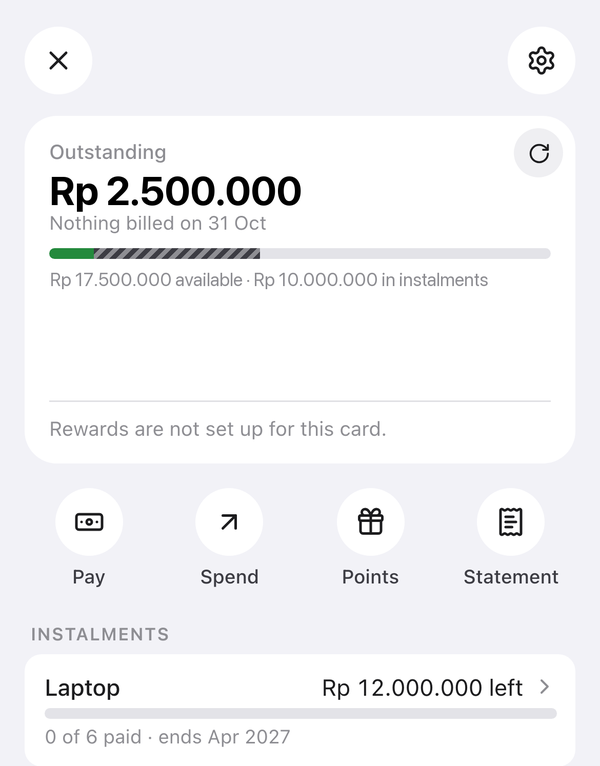 Outstanding
Rp 2.500.000
Nothing billed on 31 Oct
Rp 17.500.000 available · Rp 10.000.000 in instalments
Rewards are not set up for this card.
Pay
Spend
Points
Statement
INSTALMENTS
Laptop
Rp 12.000.000 left
0 of 6 paid · ends Apr 2027